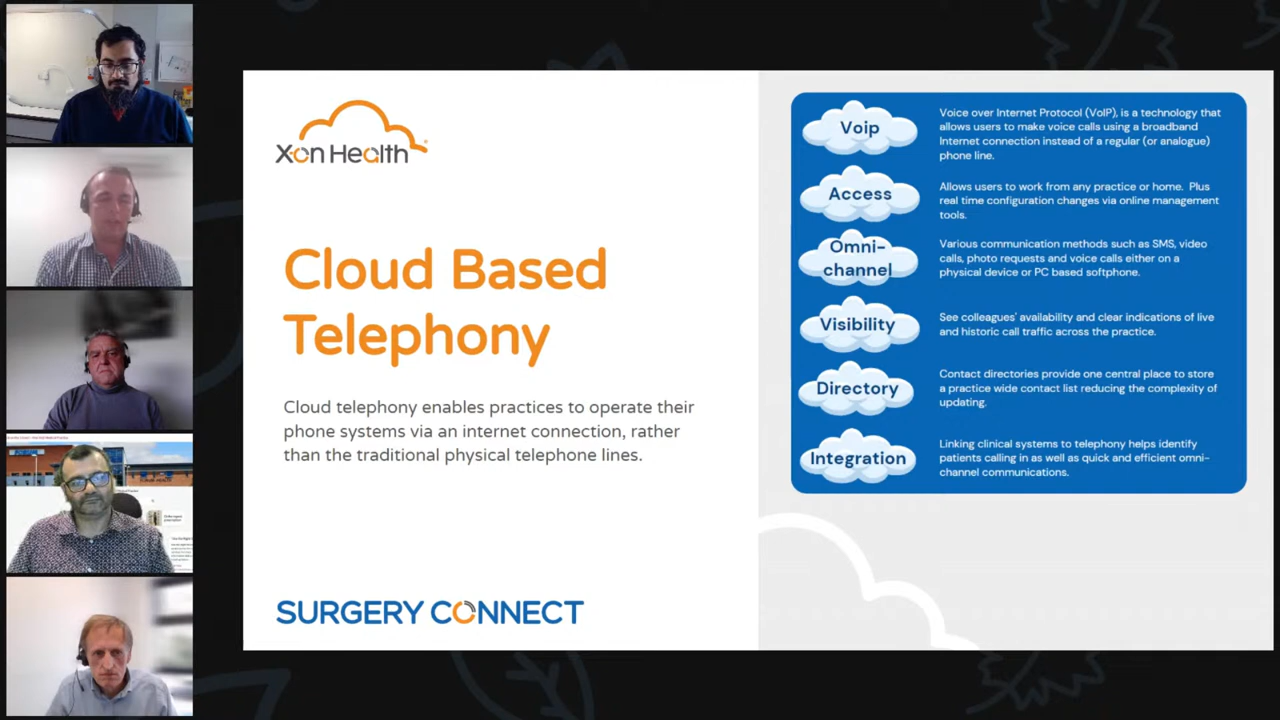 X-on Health
Cloud Based
Telephony
Cloud telephony enables practices to operate their
phone systems via an internet connection, rather
than the traditional physical telephone lines.
SURGERY CONNECT
Voip
Voice over Internet Protocol (VoIP), is a technology that
allows users to make voice calls using a broadband
Internet connection instead of a regular (or analogue)
phone line.
Access
Allows users to work from any practice or home. Plus
real time configuration changes via online management
tools.
Omni-
channel
Various communication methods such as SMS, video
calls, photo requests and voice calls either on a
physical device or PC based softphone.
Visibility
See colleagues' availability and clear indications of live
and historic call traffic across the practice.
Directory
Contact directories provide one central place to store
a practice wide contact list reducing the complexity of
updating.
Integration
Linking clinical systems to telephony helps identify
patients calling in as well as quick and efficient omni-
channel communications.